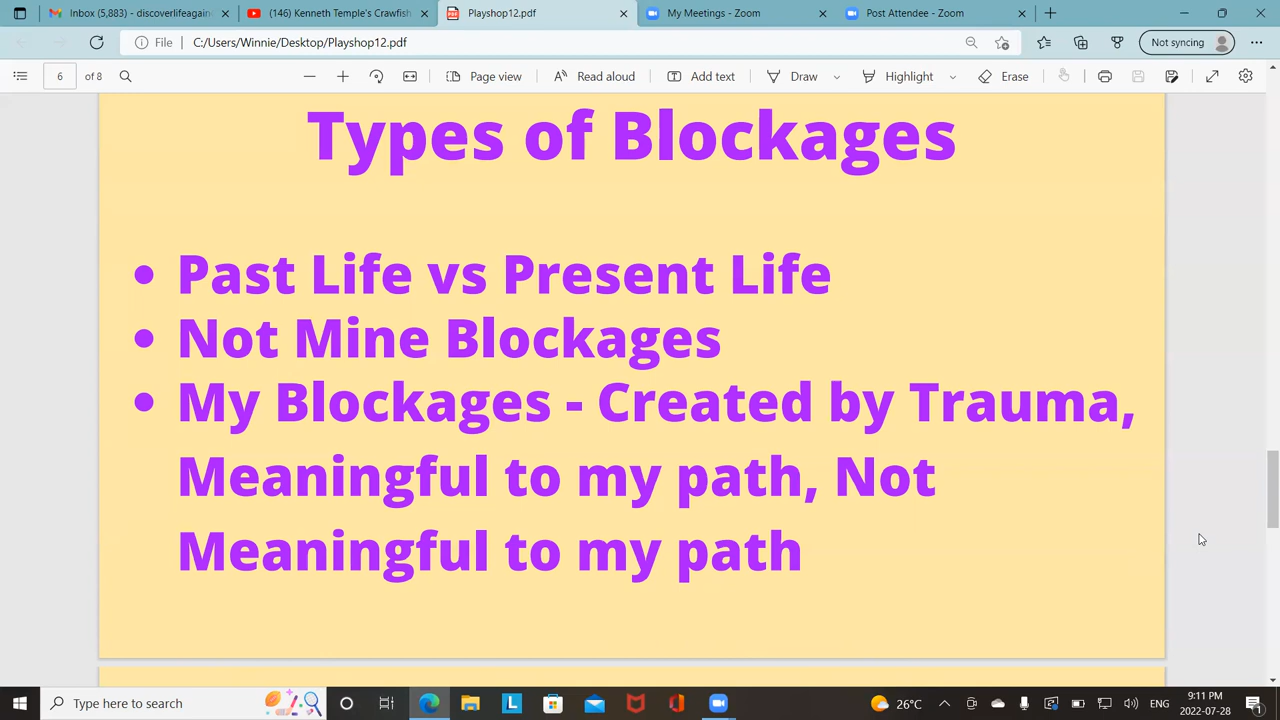 Inbox (5,883) - discoverlifeagain
(146) Kenneth Temple's Crawfish
Playshop12.pdf
My Meetings - Zoom
Post Attendee - Zoom
File
C:/Users/Winnie/Desktop/Playshop12.pdf
Not syncing
6 of 8
Page view
Read aloud
Add text
Draw
Highlight
Erase
Types of Blockages
• Past Life vs Present Life
• Not Mine Blockages
• My Blockages - Created by Trauma,
Meaningful to my path, Not
Meaningful to my path
Type here to search
26°C
ENG
9:11 PM
2022-07-28